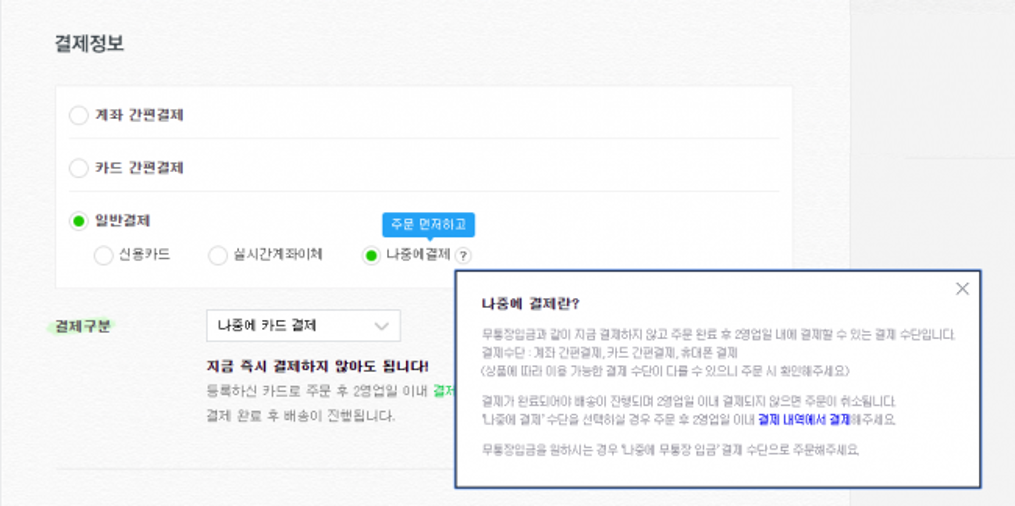 결제정보
계좌 간편결제
카드 간편결제
일반결제
주문 먼저하고
신용카드 실시간계좌이체 나중에결제 ?
결제구분 나중에 카드 결제
지금 즉시 결제하지 않아도 됩니다!
등록하신 카드로 주문 후 2영업일 이내 결제
결제 완료 후 배송이 진행됩니다.
나중에 결제란?
무통장입금과 같이 지금 결제하지 않고 주문 완료 후 2영업일 내에 결제할 수 있는 결제 수단입니다.
결제수단 : 계좌 간편결제, 카드 간편결제, 휴대폰 결제
(상품에 따라 이용 가능한 결제 수단이 다를 수 있으니 주문 시 확인해주세요)
결제가 완료되어야 배송이 진행되며 2영업일 이내 결제되지 않으면 주문이 취소됩니다.
'나중에 결제' 수단을 선택하실 경우 주문 후 2영업일 이내 결제 내역에서 결제해주세요.
무통장입금을 원하시는 경우 '나중에 무통장 입금' 결제 수단으로 주문해주세요.